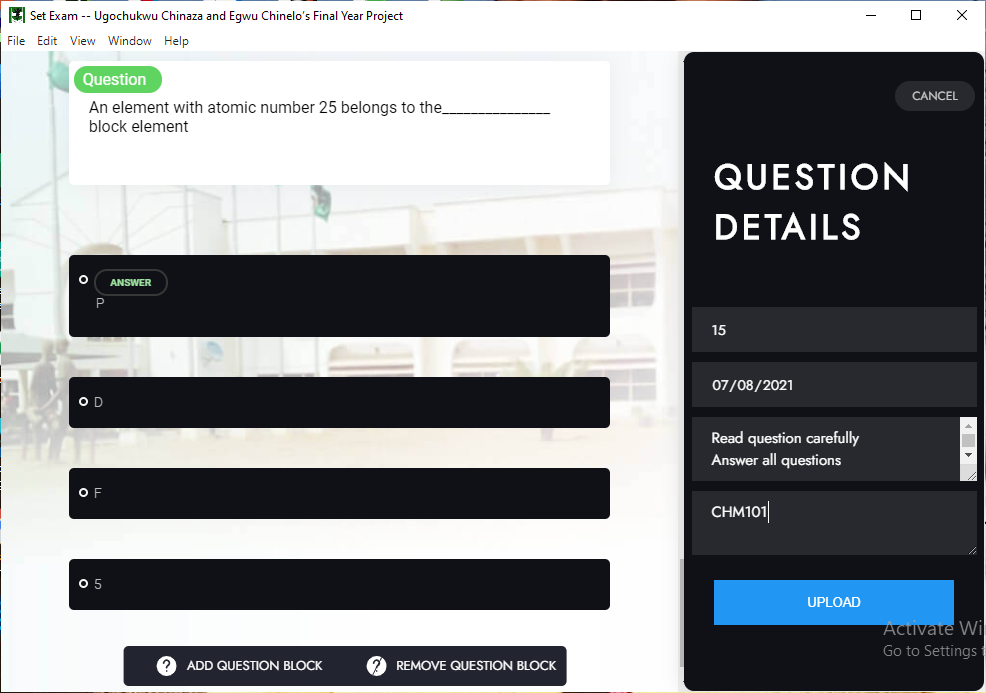 Set Exam -- Ugochukwu Chinaza and Egwu Chinelo's Final Year Project
File Edit View Window Help
Question
An element with atomic number 25 belongs to the_______________
block element
ANSWER
P
D
F
5
ADD QUESTION BLOCK
REMOVE QUESTION BLOCK
CANCEL
QUESTION
DETAILS
15
07/08/2021
Read question carefully
Answer all questions
CHM101
UPLOAD
Activate Wi
Go to Settings t